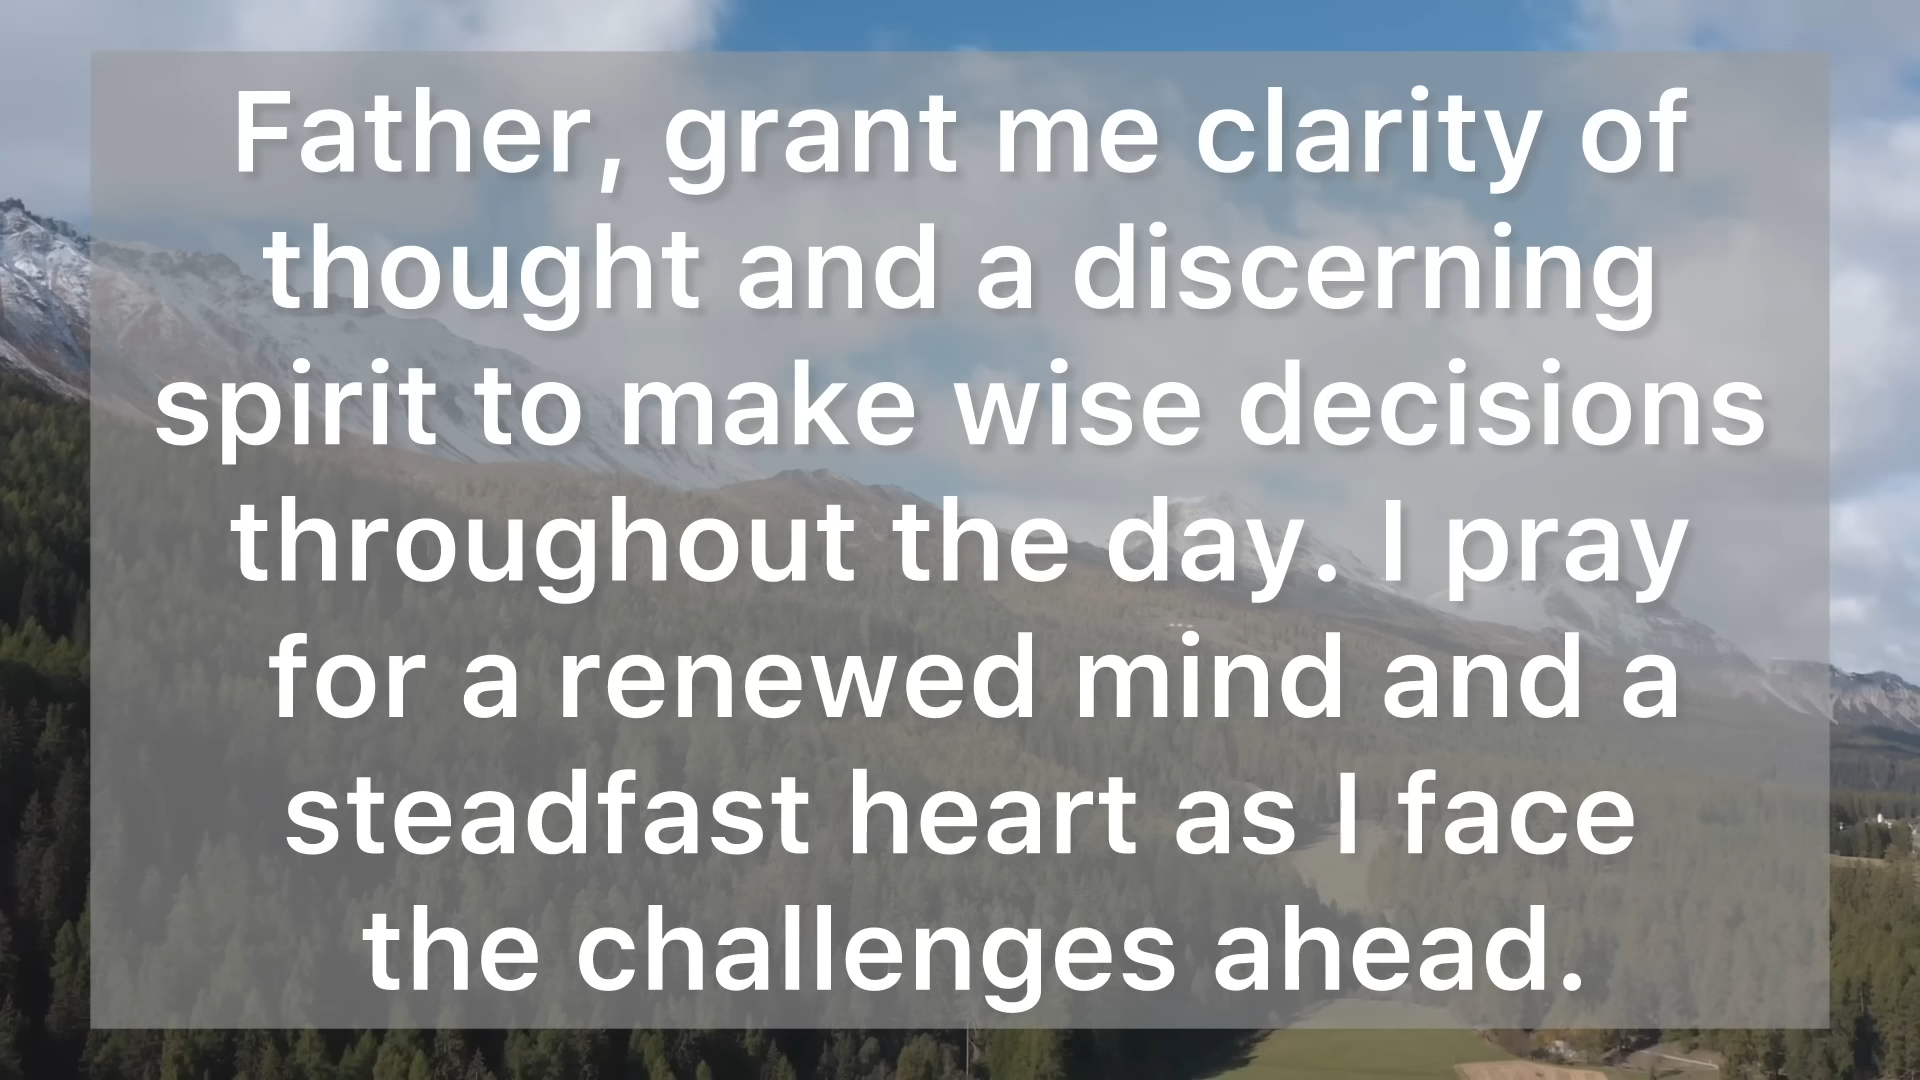 Father, grant me clarity of
thought and a discerning
spirit to make wise decisions
throughout the day. I pray
for a renewed mind and a
steadfast heart as I face
the challenges ahead.